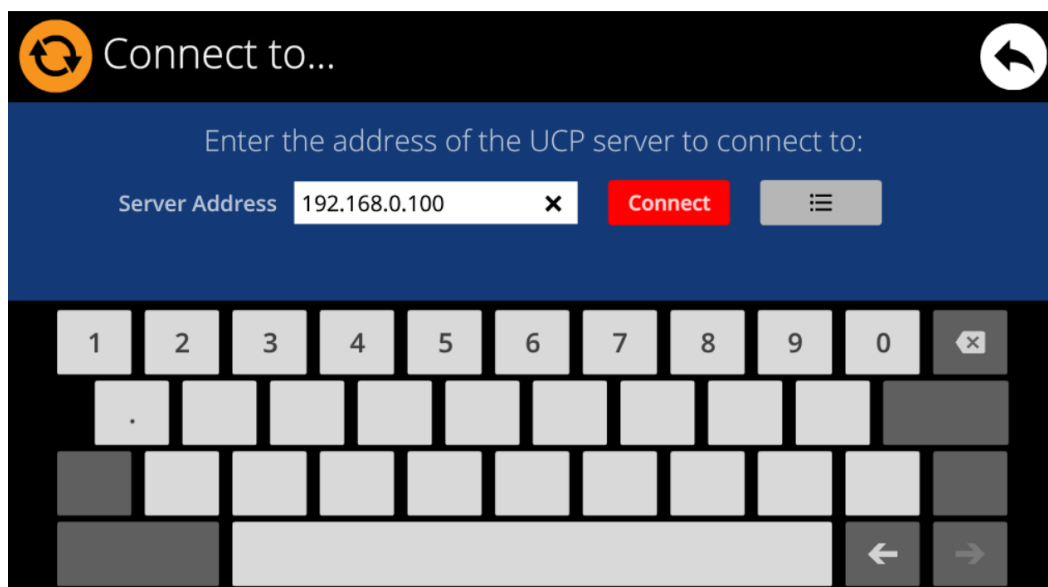 Connect to...
Enter the address of the UCP server to connect to:
Server Address 192.168.0.100 Connect
1 2 3 4 5 6 7 8 9 0
.